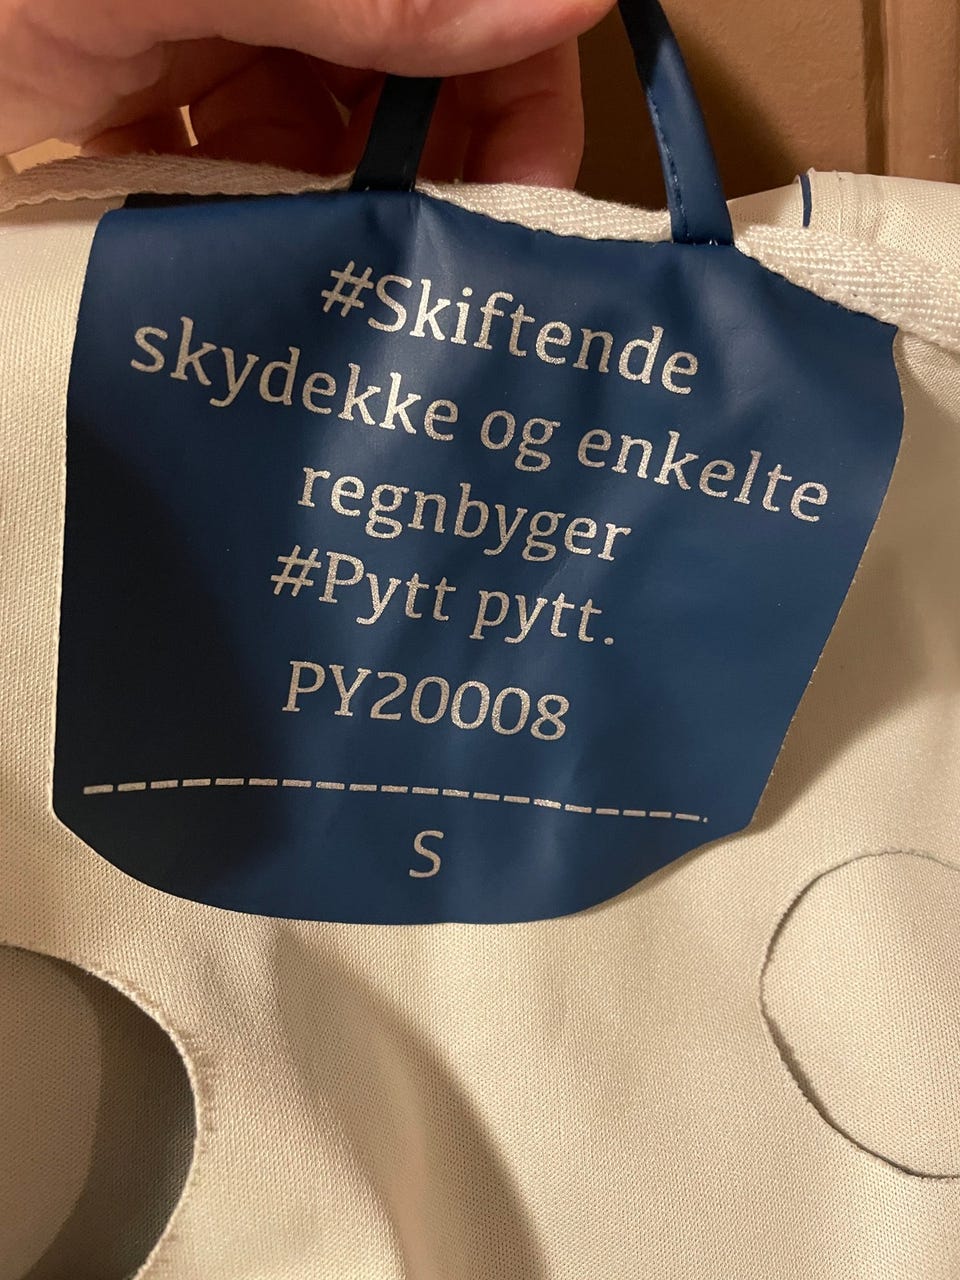 #Skiftende
skydekke og enkelte
regnbyger
#Pytt pytt.
PY20008
S